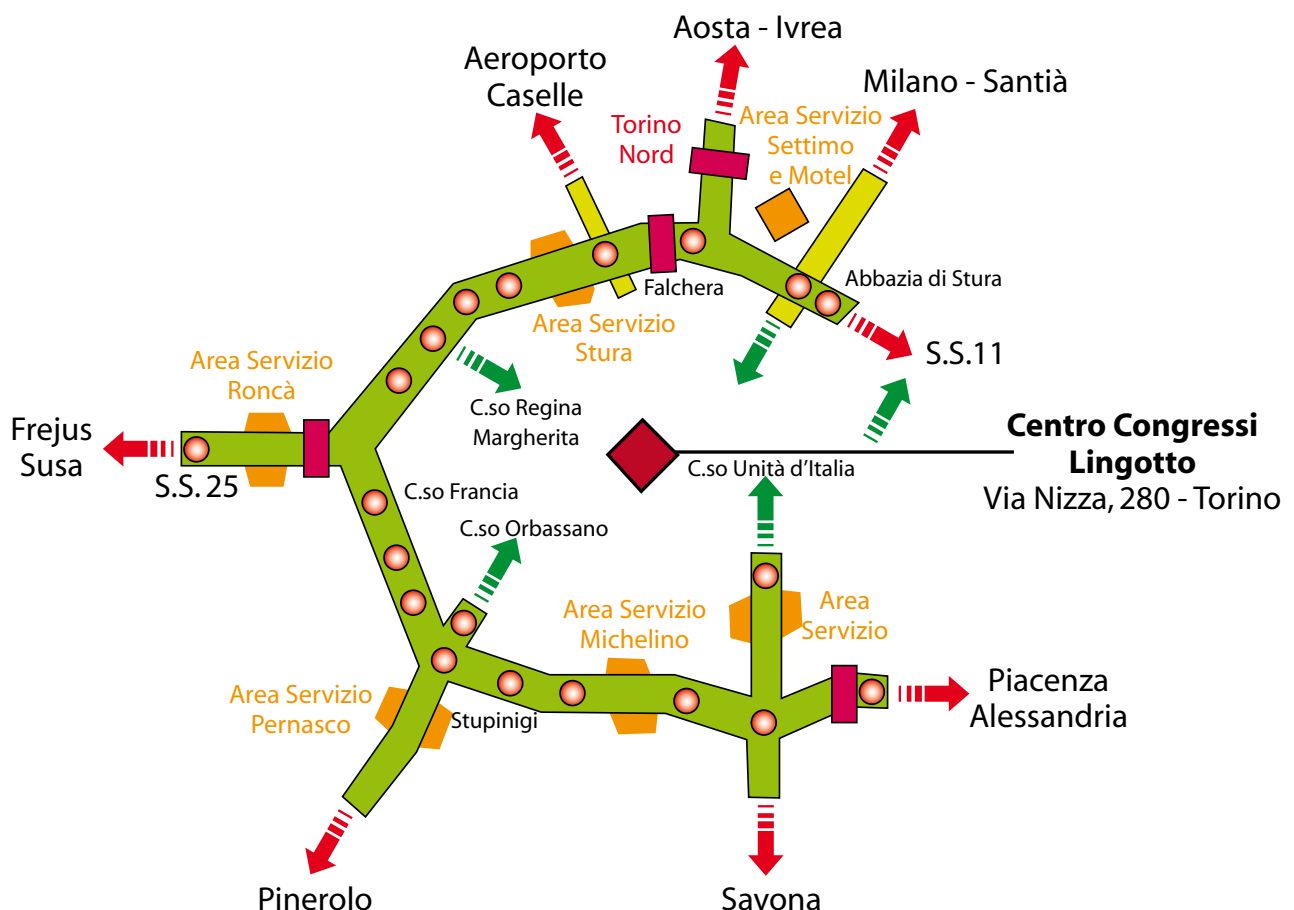 Aosta - Ivrea
Aeroporto
Caselle
Milano - Santià
Torino
Nord
Area Servizio
Settimo
e Motel
Abbazia di Stura
Falchera
Area Servizio
Stura
S.S.11
Area Servizio
Roncà
C.so Regina
Margherita
Frejus
Susa
S.S. 25
Centro Congressi
Lingotto
Via Nizza, 280 - Torino
C.so Unità d'Italia
C.so Francia
C.so Orbassano
Area Servizio
Michelino
Area
Servizio
Area Servizio
Pernasco
Stupinigi
Piacenza
Alessandria
Pinerolo
Savona